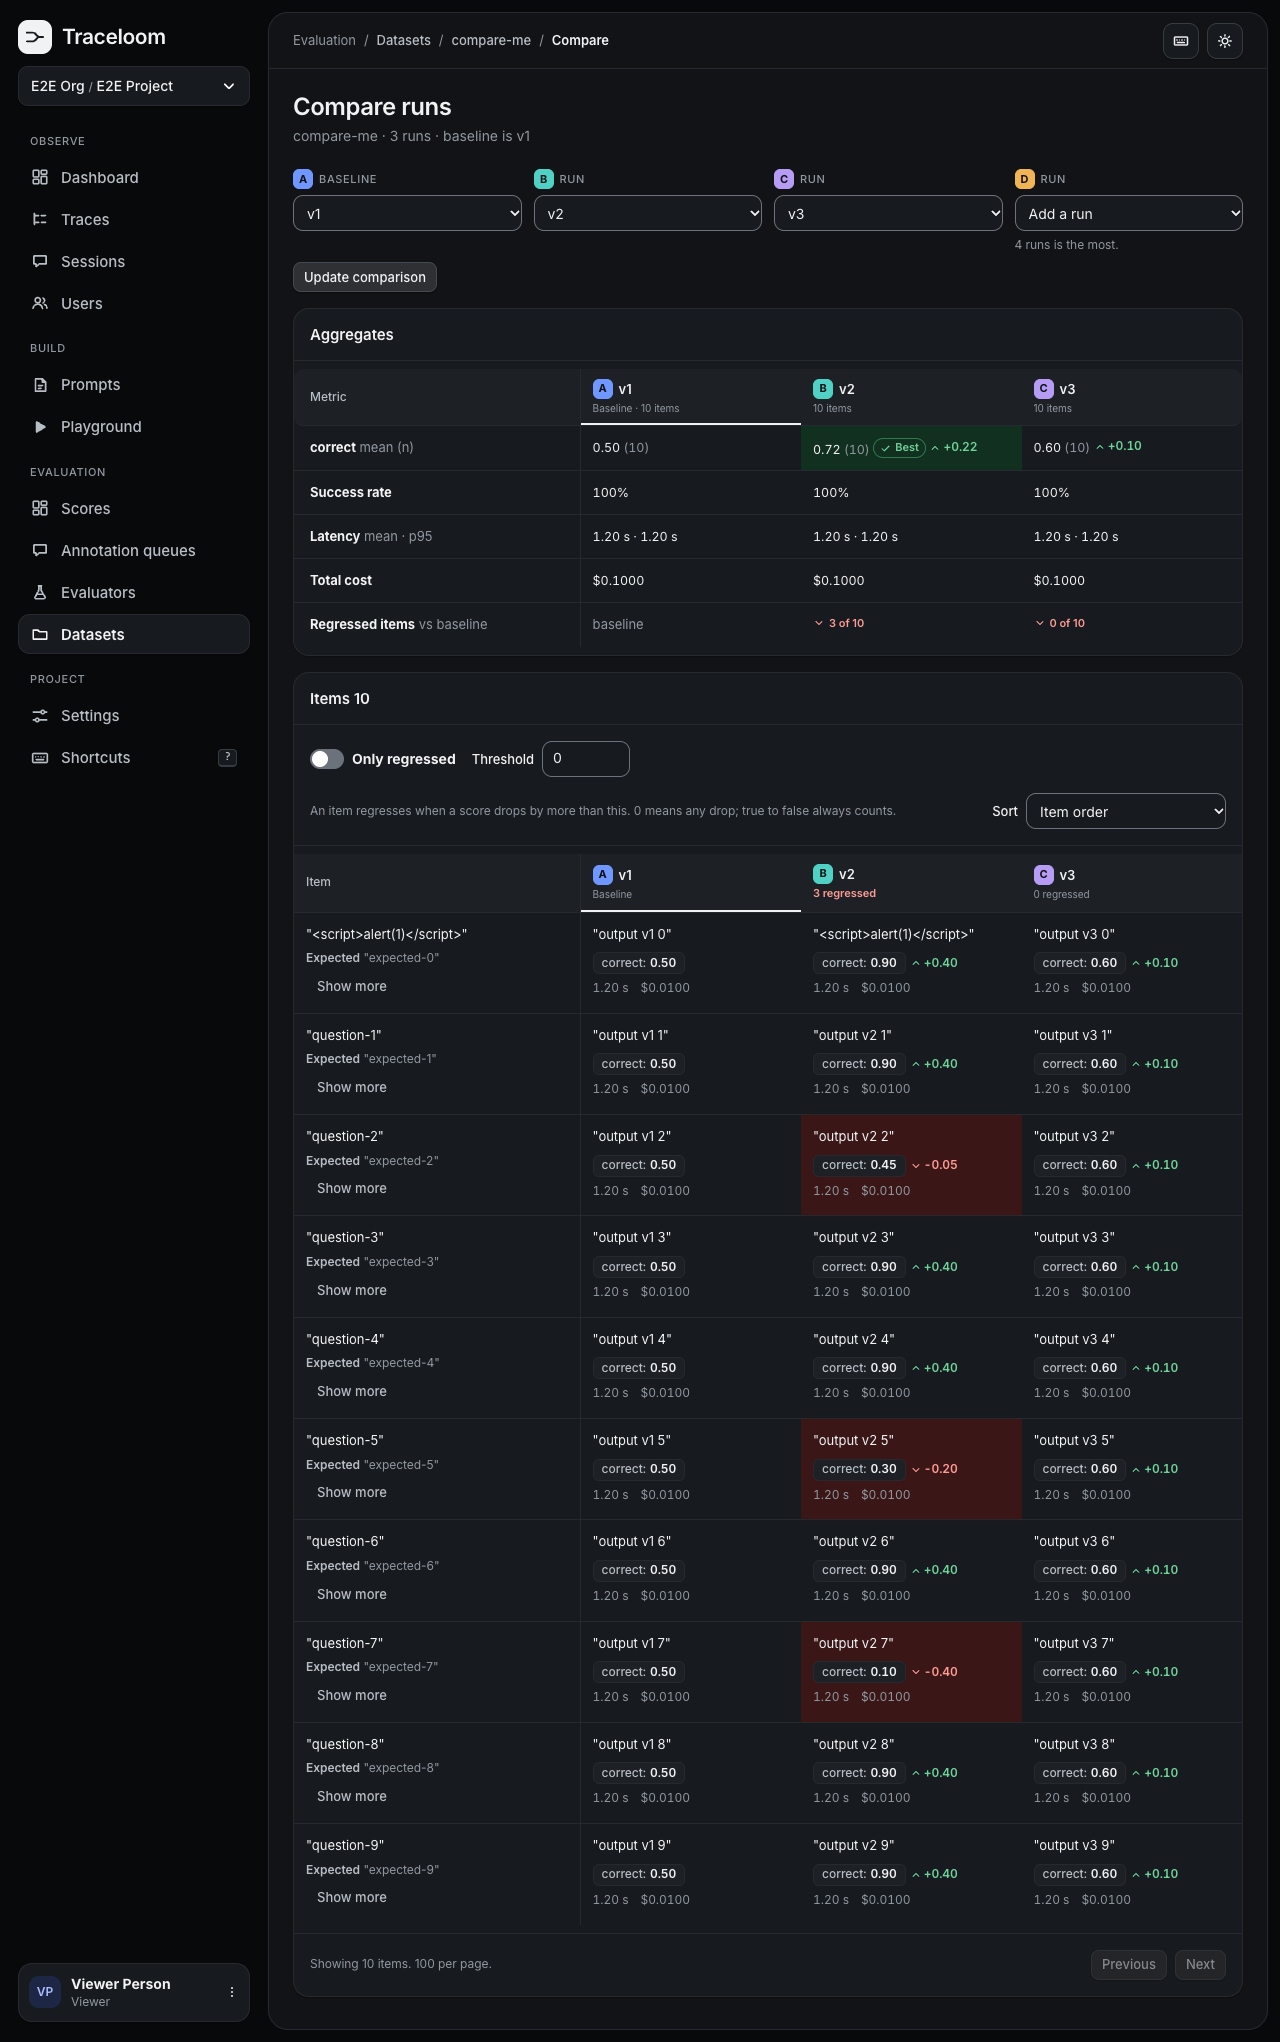 Traceloom
E2E Org / E2E Project
OBSERVE
Dashboard
Traces
Sessions
Users
BUILD
Prompts
Playground
EVALUATION
Scores
Annotation queues
Evaluators
Datasets
PROJECT
Settings
Shortcuts ?
VP Viewer Person
Viewer
Evaluation / Datasets / compare-me / Compare
Compare runs
compare-me · 3 runs · baseline is v1
A BASELINE B RUN C RUN D RUN
v1 v2 v3 Add a run
4 runs is the most.
Update comparison
Aggregates
Metric A v1 B v2 C v3
Baseline · 10 items 10 items 10 items
correct mean (n) 0.50 (10) 0.72 (10) Best +0.22 0.60 (10) +0.10
Success rate 100% 100% 100%
Latency mean · p95 1.20 s · 1.20 s 1.20 s · 1.20 s 1.20 s · 1.20 s
Total cost $0.1000 $0.1000 $0.1000
Regressed items vs baseline baseline 3 of 10 0 of 10
Items 10
Only regressed Threshold 0
An item regresses when a score drops by more than this. 0 means any drop; true to false always counts. Sort Item order
Item A v1 B v2 C v3
Baseline 3 regressed 0 regressed
"<script>alert(1)</script>" "output v1 0" "<script>alert(1)</script>" "output v3 0"
Expected "expected-0" correct: 0.50 correct: 0.90 +0.40 correct: 0.60 +0.10
Show more 1.20 s $0.0100 1.20 s $0.0100 1.20 s $0.0100
"question-1" "output v1 1" "output v2 1" "output v3 1"
Expected "expected-1" correct: 0.50 correct: 0.90 +0.40 correct: 0.60 +0.10
Show more 1.20 s $0.0100 1.20 s $0.0100 1.20 s $0.0100
"question-2" "output v1 2" "output v2 2" "output v3 2"
Expected "expected-2" correct: 0.50 correct: 0.45 -0.05 correct: 0.60 +0.10
Show more 1.20 s $0.0100 1.20 s $0.0100 1.20 s $0.0100
"question-3" "output v1 3" "output v2 3" "output v3 3"
Expected "expected-3" correct: 0.50 correct: 0.90 +0.40 correct: 0.60 +0.10
Show more 1.20 s $0.0100 1.20 s $0.0100 1.20 s $0.0100
"question-4" "output v1 4" "output v2 4" "output v3 4"
Expected "expected-4" correct: 0.50 correct: 0.90 +0.40 correct: 0.60 +0.10
Show more 1.20 s $0.0100 1.20 s $0.0100 1.20 s $0.0100
"question-5" "output v1 5" "output v2 5" "output v3 5"
Expected "expected-5" correct: 0.50 correct: 0.30 -0.20 correct: 0.60 +0.10
Show more 1.20 s $0.0100 1.20 s $0.0100 1.20 s $0.0100
"question-6" "output v1 6" "output v2 6" "output v3 6"
Expected "expected-6" correct: 0.50 correct: 0.90 +0.40 correct: 0.60 +0.10
Show more 1.20 s $0.0100 1.20 s $0.0100 1.20 s $0.0100
"question-7" "output v1 7" "output v2 7" "output v3 7"
Expected "expected-7" correct: 0.50 correct: 0.10 -0.40 correct: 0.60 +0.10
Show more 1.20 s $0.0100 1.20 s $0.0100 1.20 s $0.0100
"question-8" "output v1 8" "output v2 8" "output v3 8"
Expected "expected-8" correct: 0.50 correct: 0.90 +0.40 correct: 0.60 +0.10
Show more 1.20 s $0.0100 1.20 s $0.0100 1.20 s $0.0100
"question-9" "output v1 9" "output v2 9" "output v3 9"
Expected "expected-9" correct: 0.50 correct: 0.90 +0.40 correct: 0.60 +0.10
Show more 1.20 s $0.0100 1.20 s $0.0100 1.20 s $0.0100
Showing 10 items. 100 per page. Previous Next